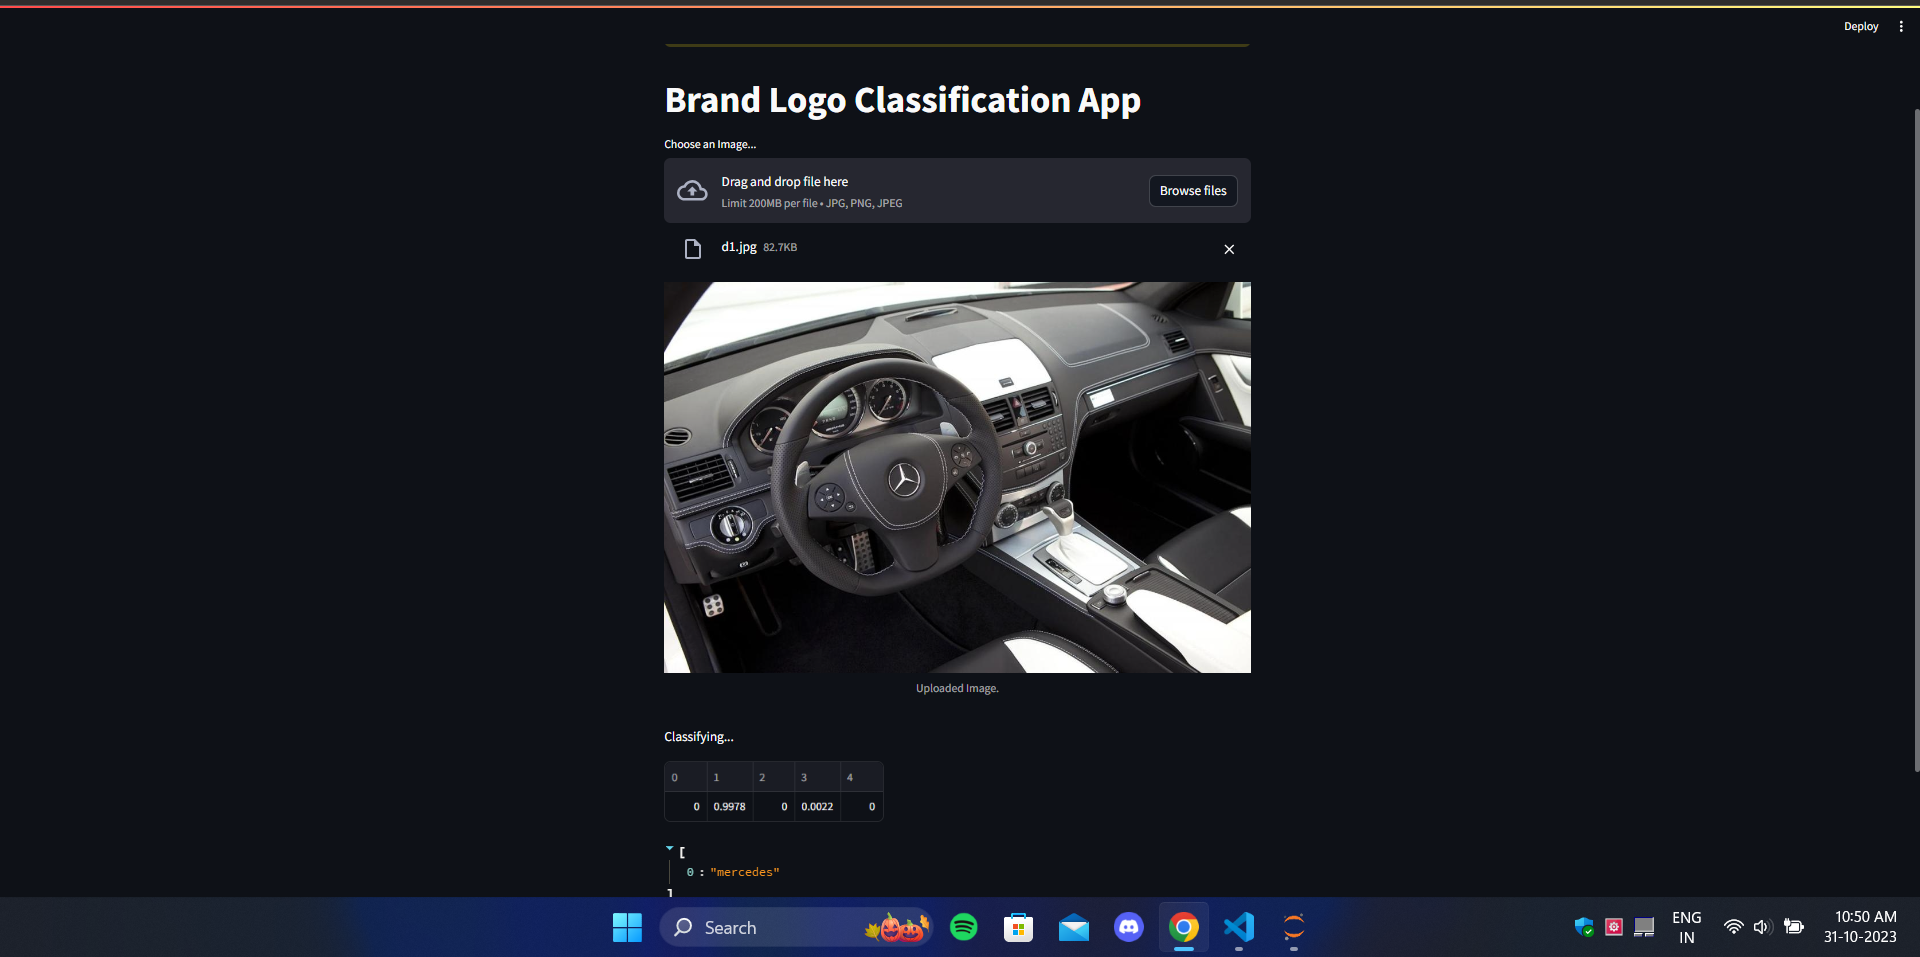 Deploy
Brand Logo Classification App
Choose an Image...
Drag and drop file here
Limit 200MB per file • JPG, PNG, JPEG
Browse files
d1.jpg 82.7KB
Uploaded Image.
Classifying...
0 1 2 3 4
0 0.9978 0 0.0022 0
[
0 : "mercedes"
]
Search
ENG
IN
10:50 AM
31-10-2023